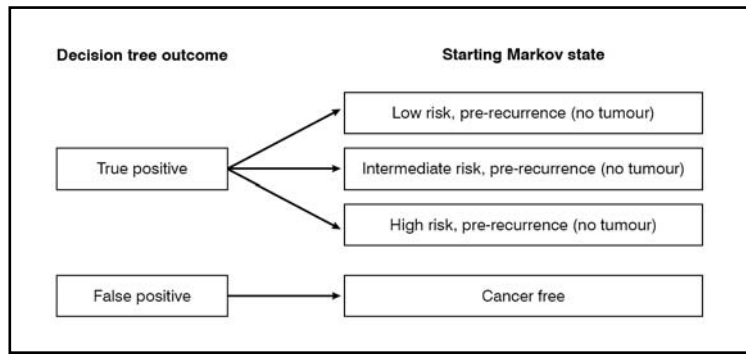 Decision tree outcome
Starting Markov state
Low risk, pre-recurrence (no tumour)
True positive
Intermediate risk, pre-recurrence (no tumour)
High risk, pre-recurrence (no tumour)
False positive
Cancer free